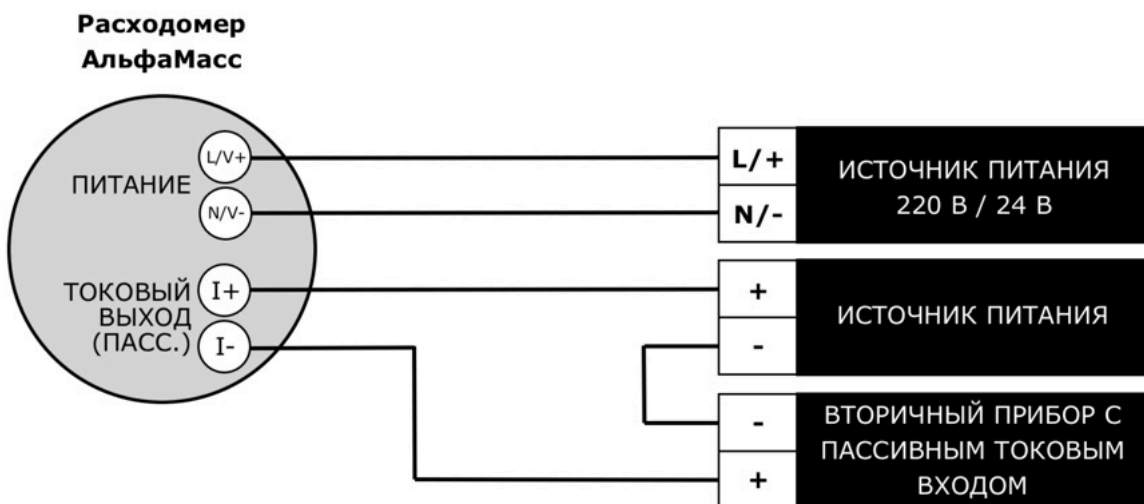 Расходомер
АльфаМасс
L/V+
ПИТАНИЕ
N/V-
ТОКОВЫЙ
ВЫХОД
(ПАСС.)
I+
I-
L/+
N/-
ИСТОЧНИК ПИТАНИЯ
220 В / 24 В
+
-
ИСТОЧНИК ПИТАНИЯ
-
+
ВТОРИЧНЫЙ ПРИБОР С
ПАССИВНЫМ ТОКОВЫМ
ВХОДОМ